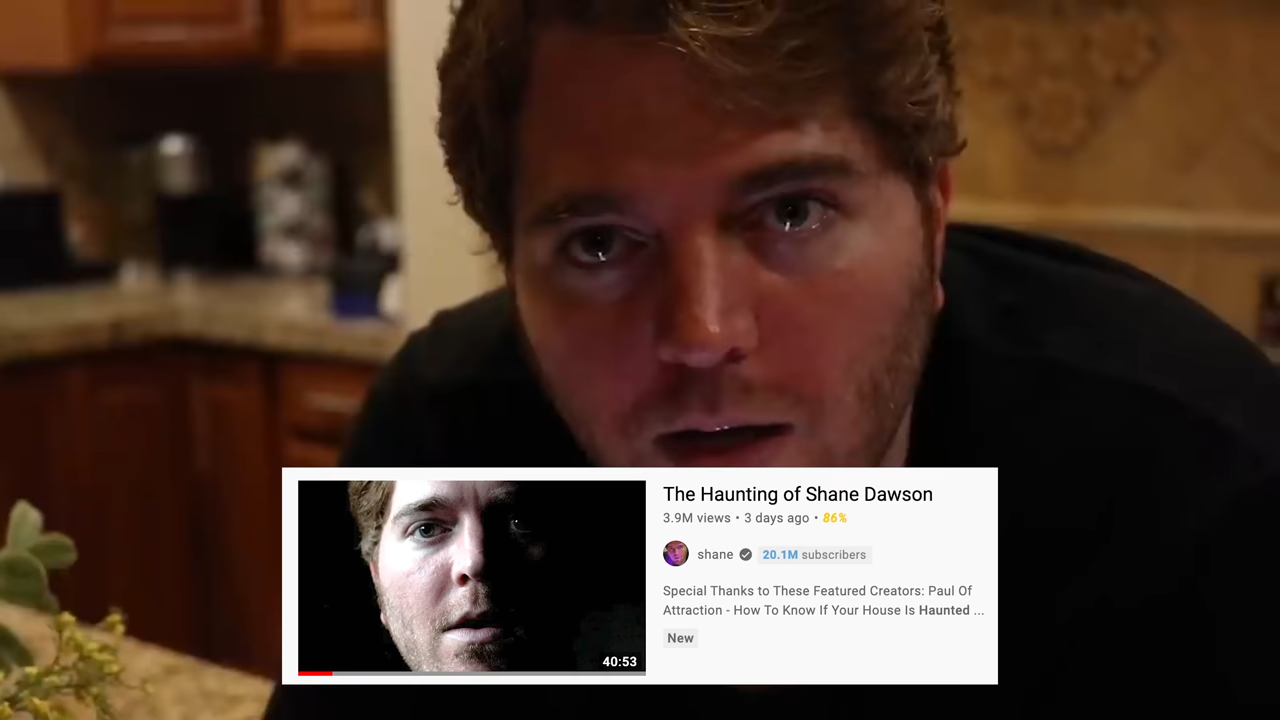 The Haunting of Shane Dawson
3.9M views • 3 days ago • 86%
shane 20.1M subscribers
Special Thanks to These Featured Creators: Paul Of
Attraction - How To Know If Your House Is Haunted ...
New
40:53